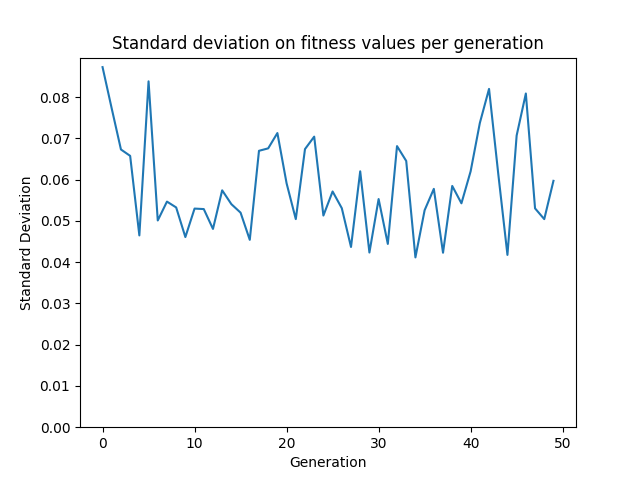 Standard deviation on fitness values per generation
Standard Deviation
0.08
0.07
0.06
0.05
0.04
0.03
0.02
0.01
0.00
0 10 20 30 40 50
Generation